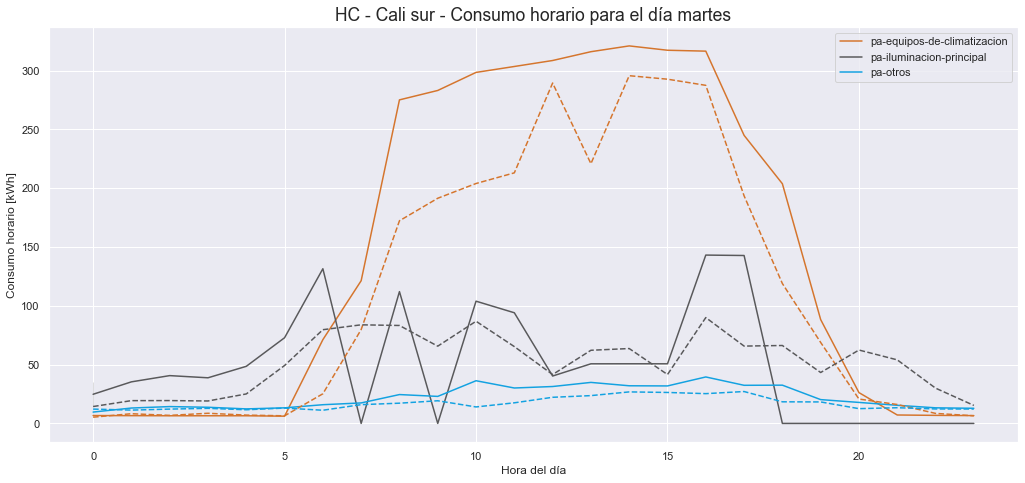 HC - Cali sur - Consumo horario para el día martes
pa-equipos-de-climatizacion
pa-iluminacion-principal
pa-otros
Consumo horario [kWh]
300
250
200
150
100
50
0
0 5 10 15 20
Hora del día